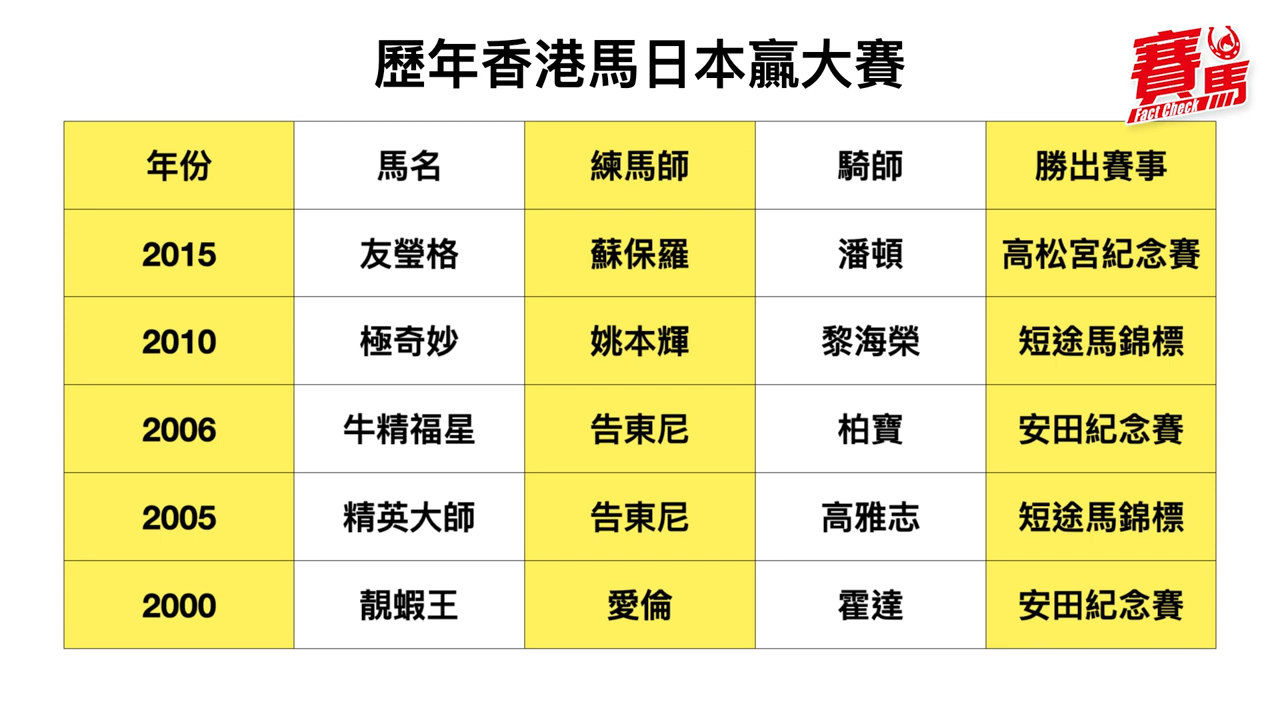 歷年香港馬日本贏大賽
賽馬
Fact Check
年份 馬名 練馬師 騎師 勝出賽事
2015 友瑩格 蘇保羅 潘頓 高松宮紀念賽
2010 極奇妙 姚本輝 黎海榮 短途馬錦標
2006 牛精福星 告東尼 柏寶 安田紀念賽
2005 精英大師 告東尼 高雅志 短途馬錦標
2000 靚蝦王 愛倫 霍達 安田紀念賽